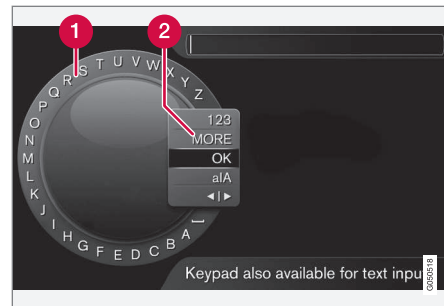 1
2
A B C D E F G H I J K L M N O P Q R S T U V W X Y Z
123
MORE
OK
a|A
◄|►
Keypad also available for text input
G050518